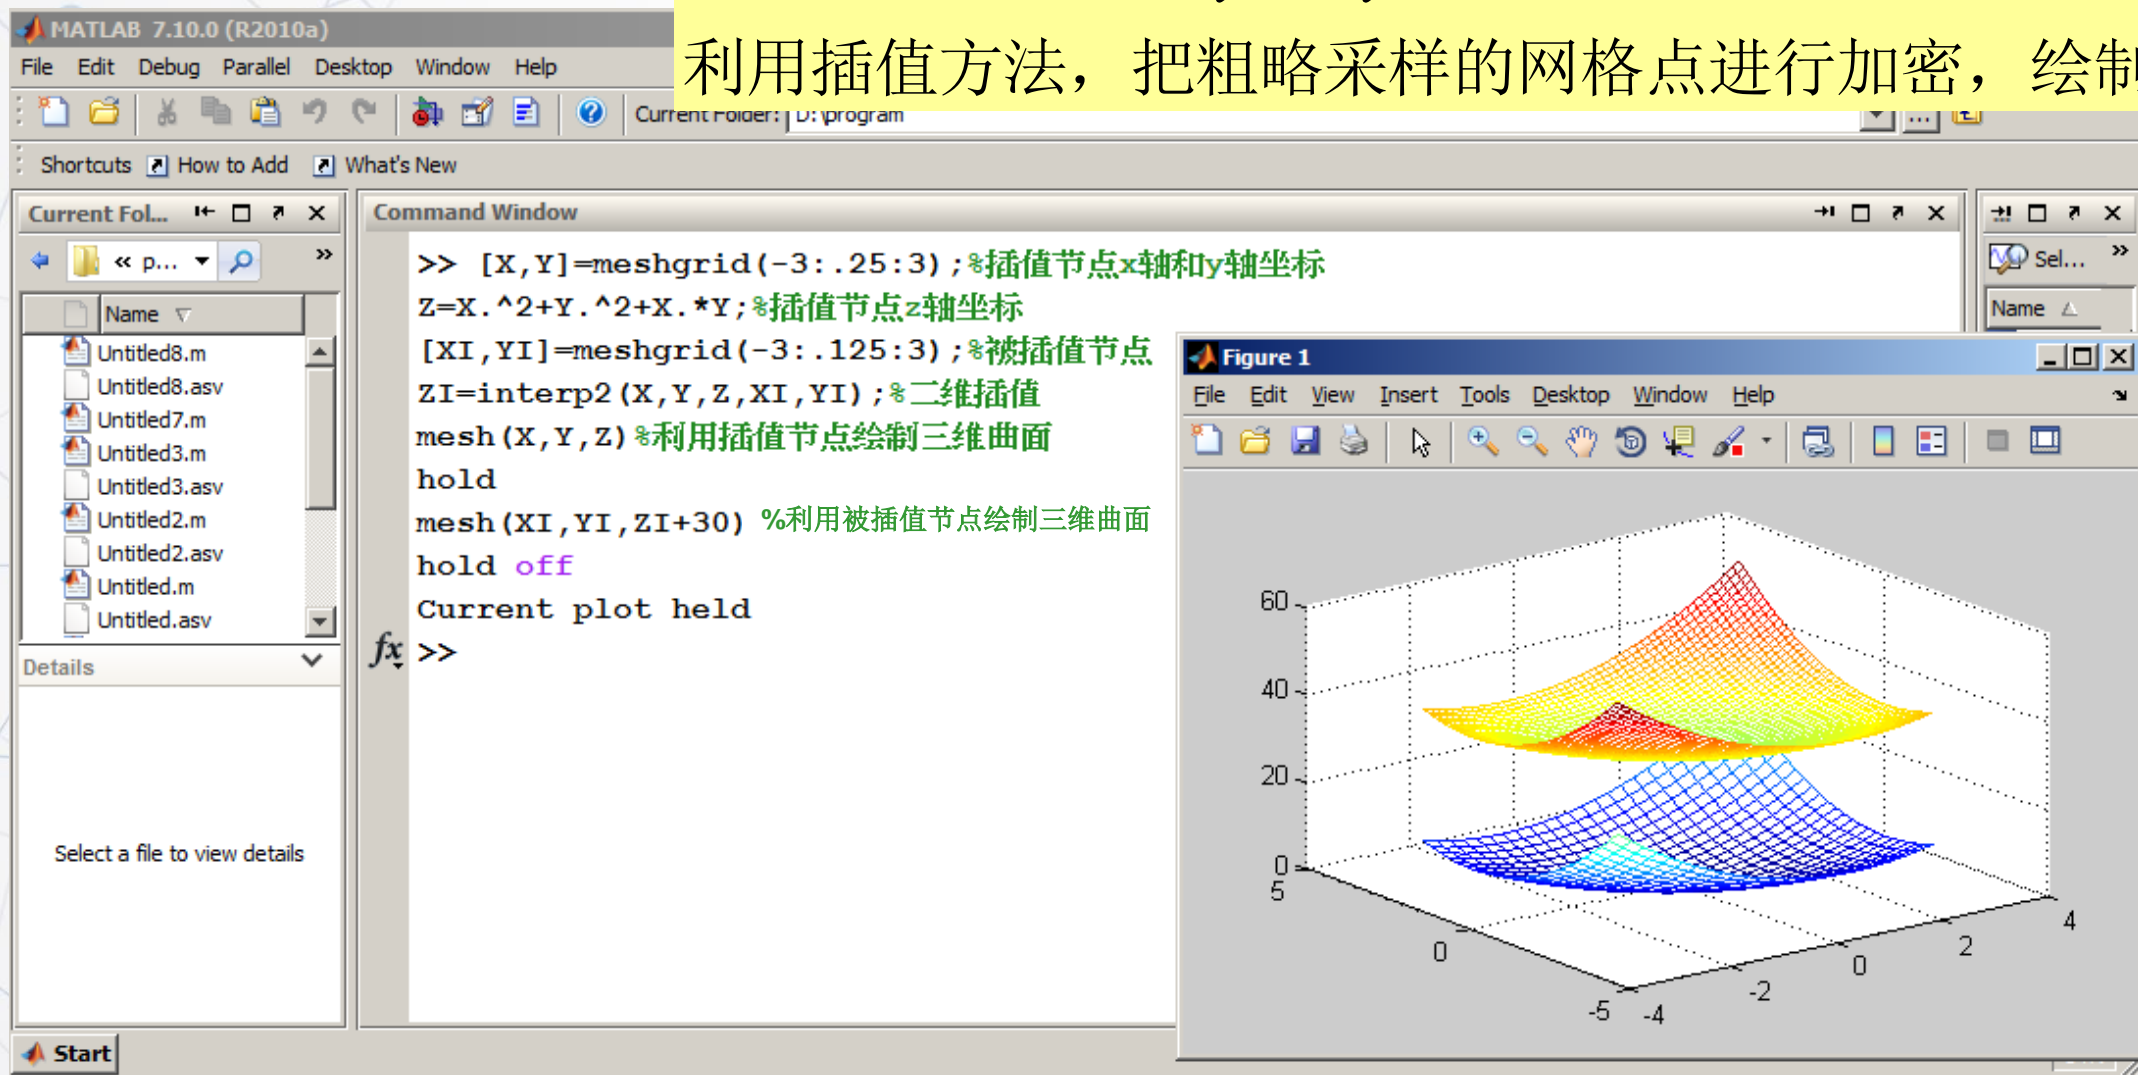 MATLAB 7.10.0 (R2010a)
利用插值方法，把粗略采样的网格点进行加密，绘制
File Edit Debug Parallel Desktop Window Help
Current Folder: D:\program
Shortcuts How to Add What's New
Current Fol...
« p...
Name
Untitled8.m
Untitled8.asv
Untitled7.m
Untitled3.m
Untitled3.asv
Untitled2.m
Untitled2.asv
Untitled.m
Untitled.asv
Details
Select a file to view details
Start
Command Window
>> [X,Y]=meshgrid(-3:.25:3);%插值节点x轴和y轴坐标
Z=X.^2+Y.^2+X.*Y;%插值节点z轴坐标
[XI,YI]=meshgrid(-3:.125:3);%被插值节点
ZI=interp2(X,Y,Z,XI,YI);%二维插值
mesh(X,Y,Z)%利用插值节点绘制三维曲面
hold
mesh(XI,YI,ZI+30) %利用被插值节点绘制三维曲面
hold off
Current plot held
fx >>
Sel... »
Name
Figure 1
File Edit View Insert Tools Desktop Window Help
60
40
20
0
5
0
-5
-4
-2
0
2
4